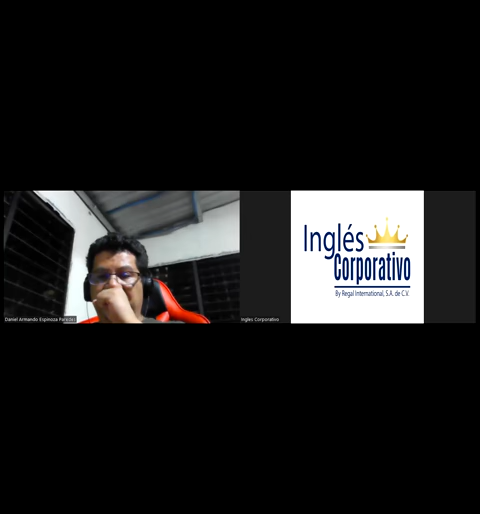 Inglés
Corporativo
By Regal International, S.A. de C.V.
Daniel Armando Espinoza Paredes
Ingles Corporativo